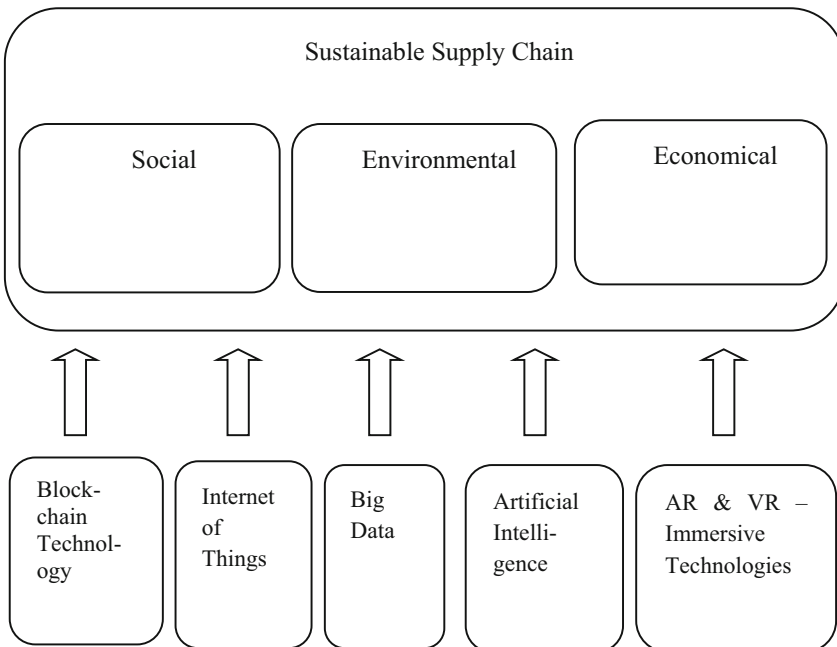 Sustainable Supply Chain
Social
Environmental
Economical
Block-
chain
Technol-
ogy
Internet
of
Things
Big
Data
Artificial
Intelli-
gence
AR & VR –
Immersive
Technologies